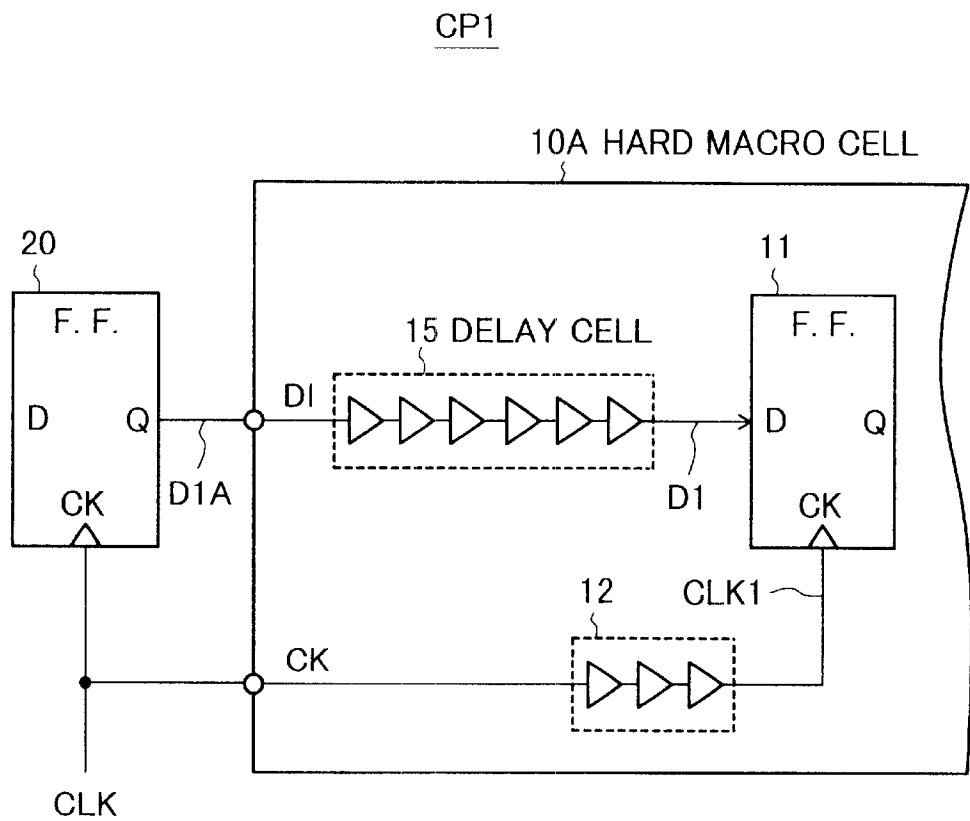 CP1
10A HARD MACRO CELL
20
11
F. F.
F. F.
15 DELAY CELL
DI
D
Q
D
Q
D1A
D1
CK
CK
12
CLK1
CK
CLK